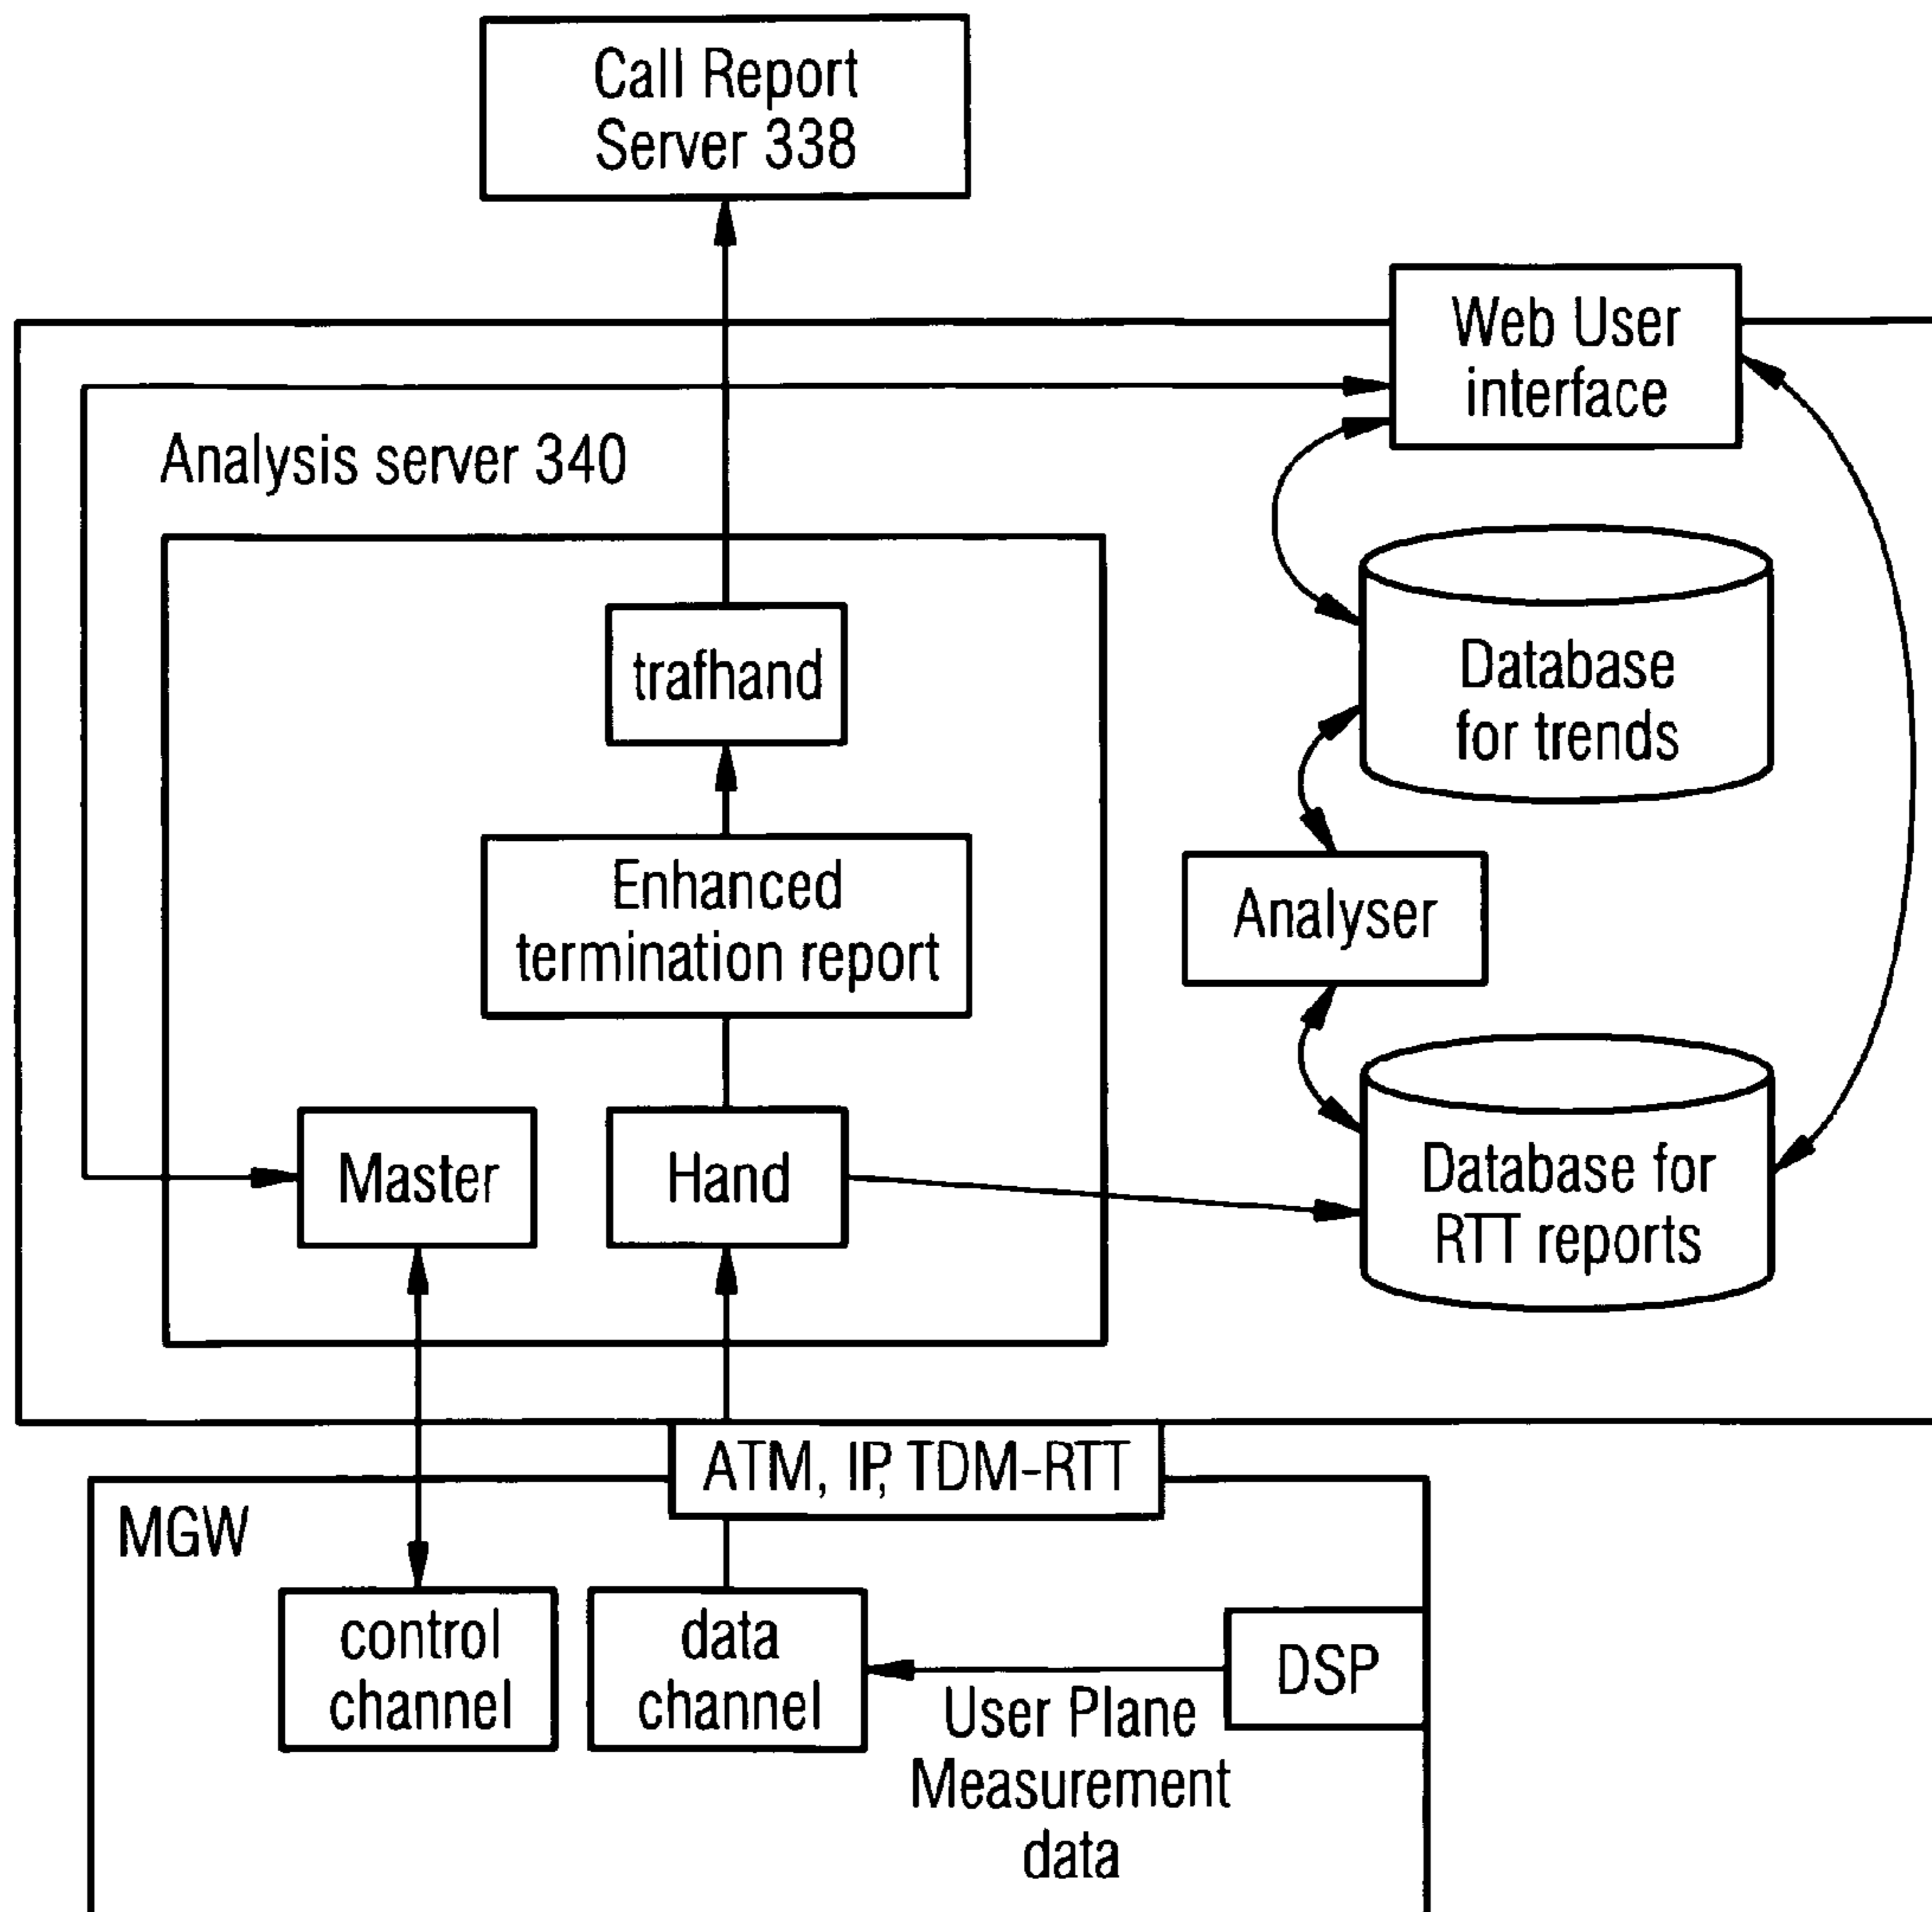 Call Report
Server 338
Web User
interface
Analysis server 340
trafhand
Database
for trends
Enhanced
termination report
Analyser
Master
Hand
Database for
RTT reports
ATM, IP, TDM-RTT
MGW
control
channel
data
channel
DSP
User Plane
Measurement
data